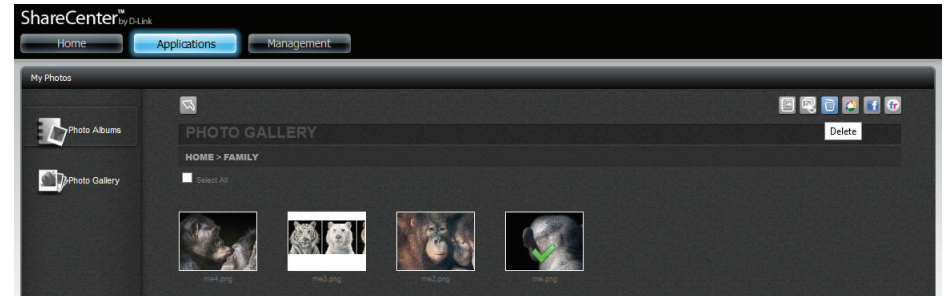 ShareCenter™ by D-Link
Home Applications Management
My Photos
Photo Albums
PHOTO GALLERY
Delete
HOME > FAMILY
Photo Gallery
Select All
me4.png me3.png me2.png me.png